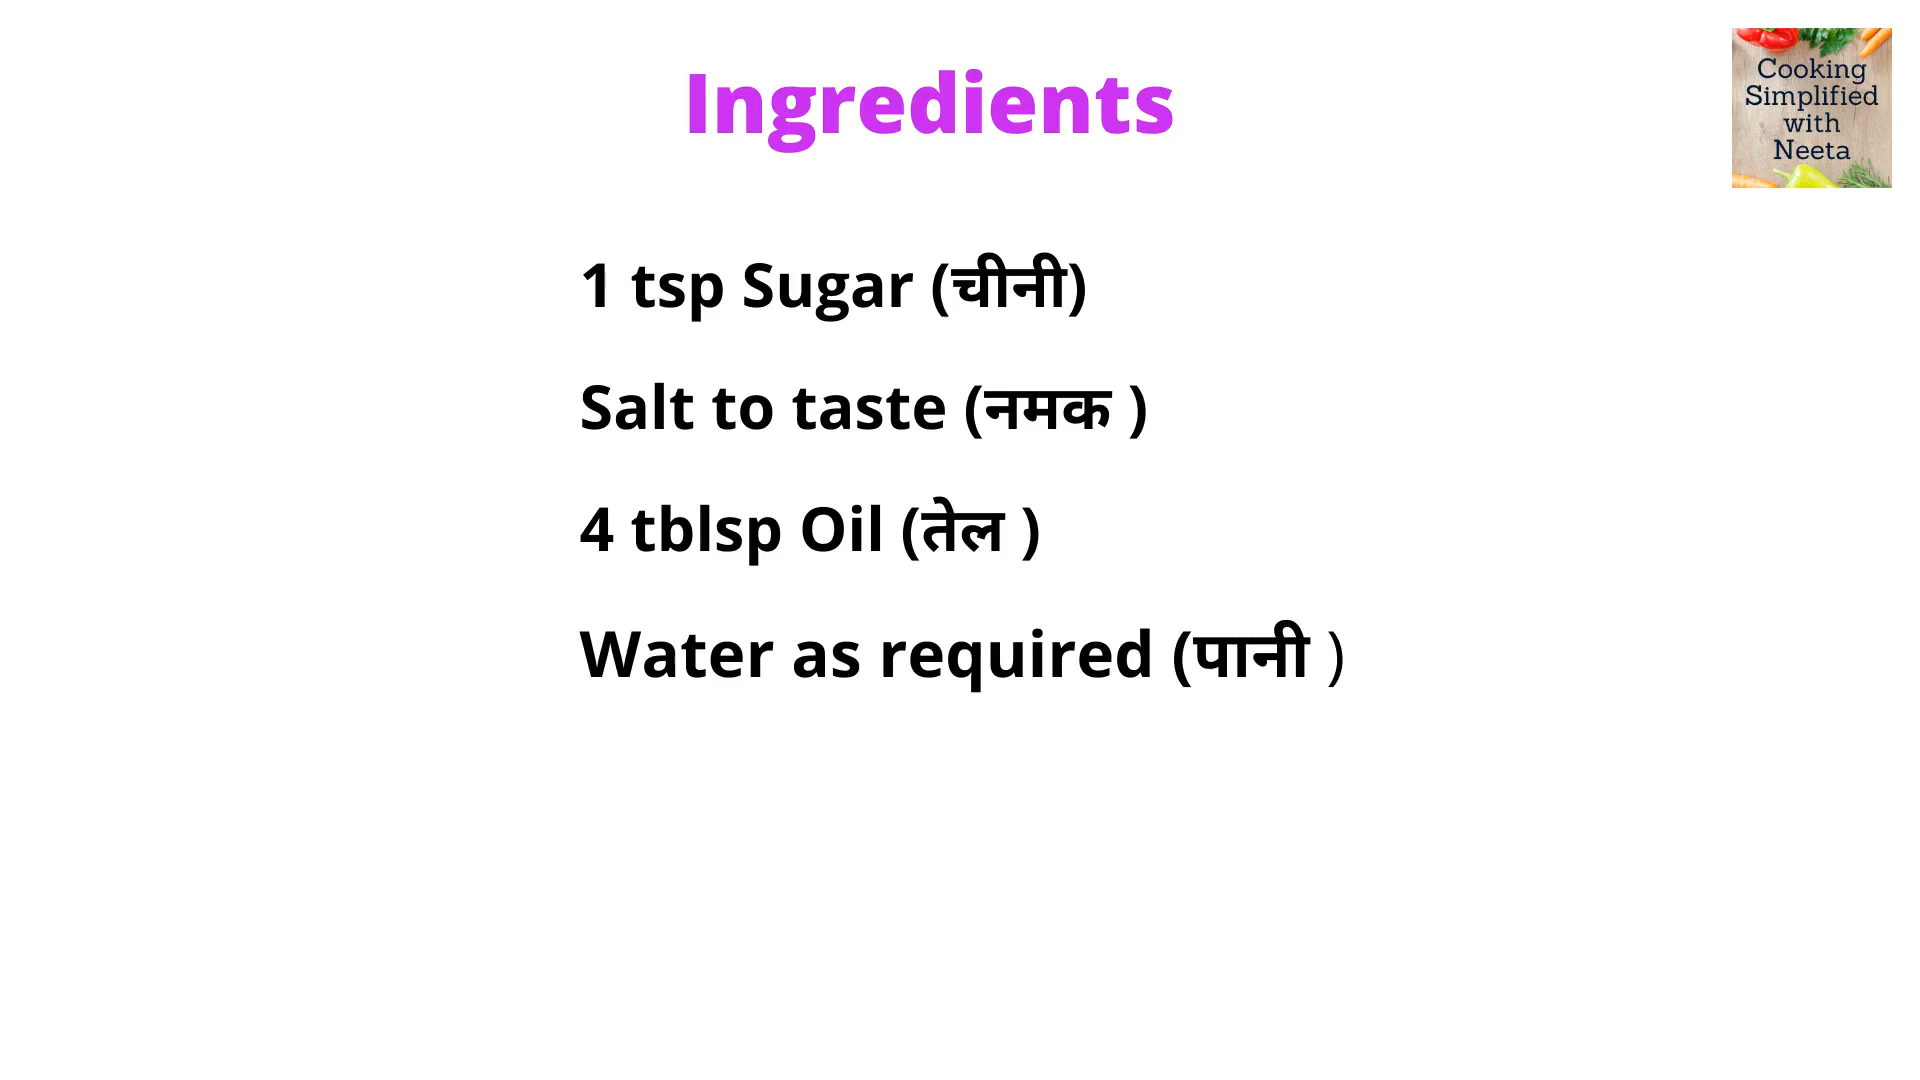 Ingredients
Cooking
Simplified
with
Neeta
1 tsp Sugar (चीनी)
Salt to taste (नमक )
4 tblsp Oil (तेल )
Water as required (पानी )